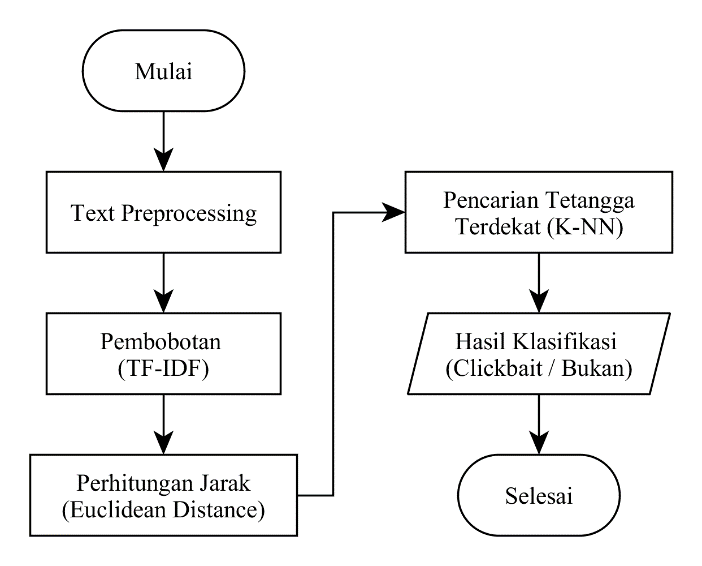 Mulai
Text Preprocessing
Pembobotan
(TF-IDF)
Perhitungan Jarak
(Euclidean Distance)
Pencarian Tetangga
Terdekat (K-NN)
Hasil Klasifikasi
(Clickbait / Bukan)
Selesai